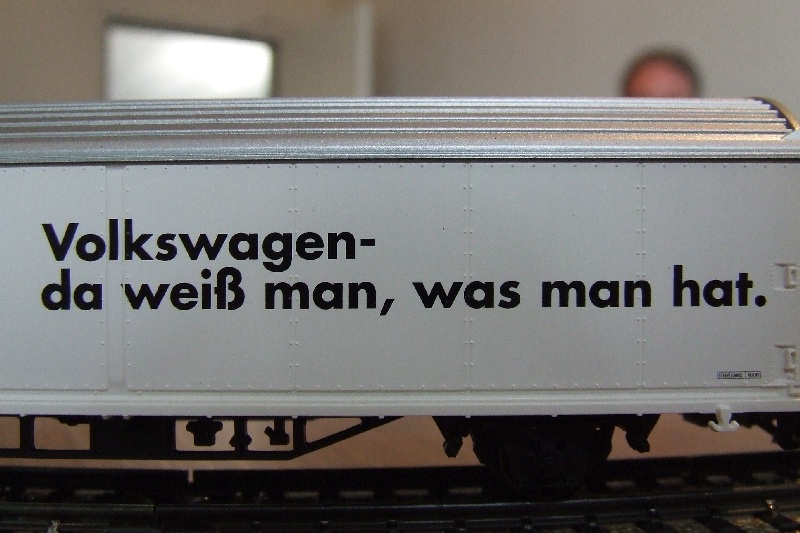 Volkswagen-
da weiß man, was man hat.